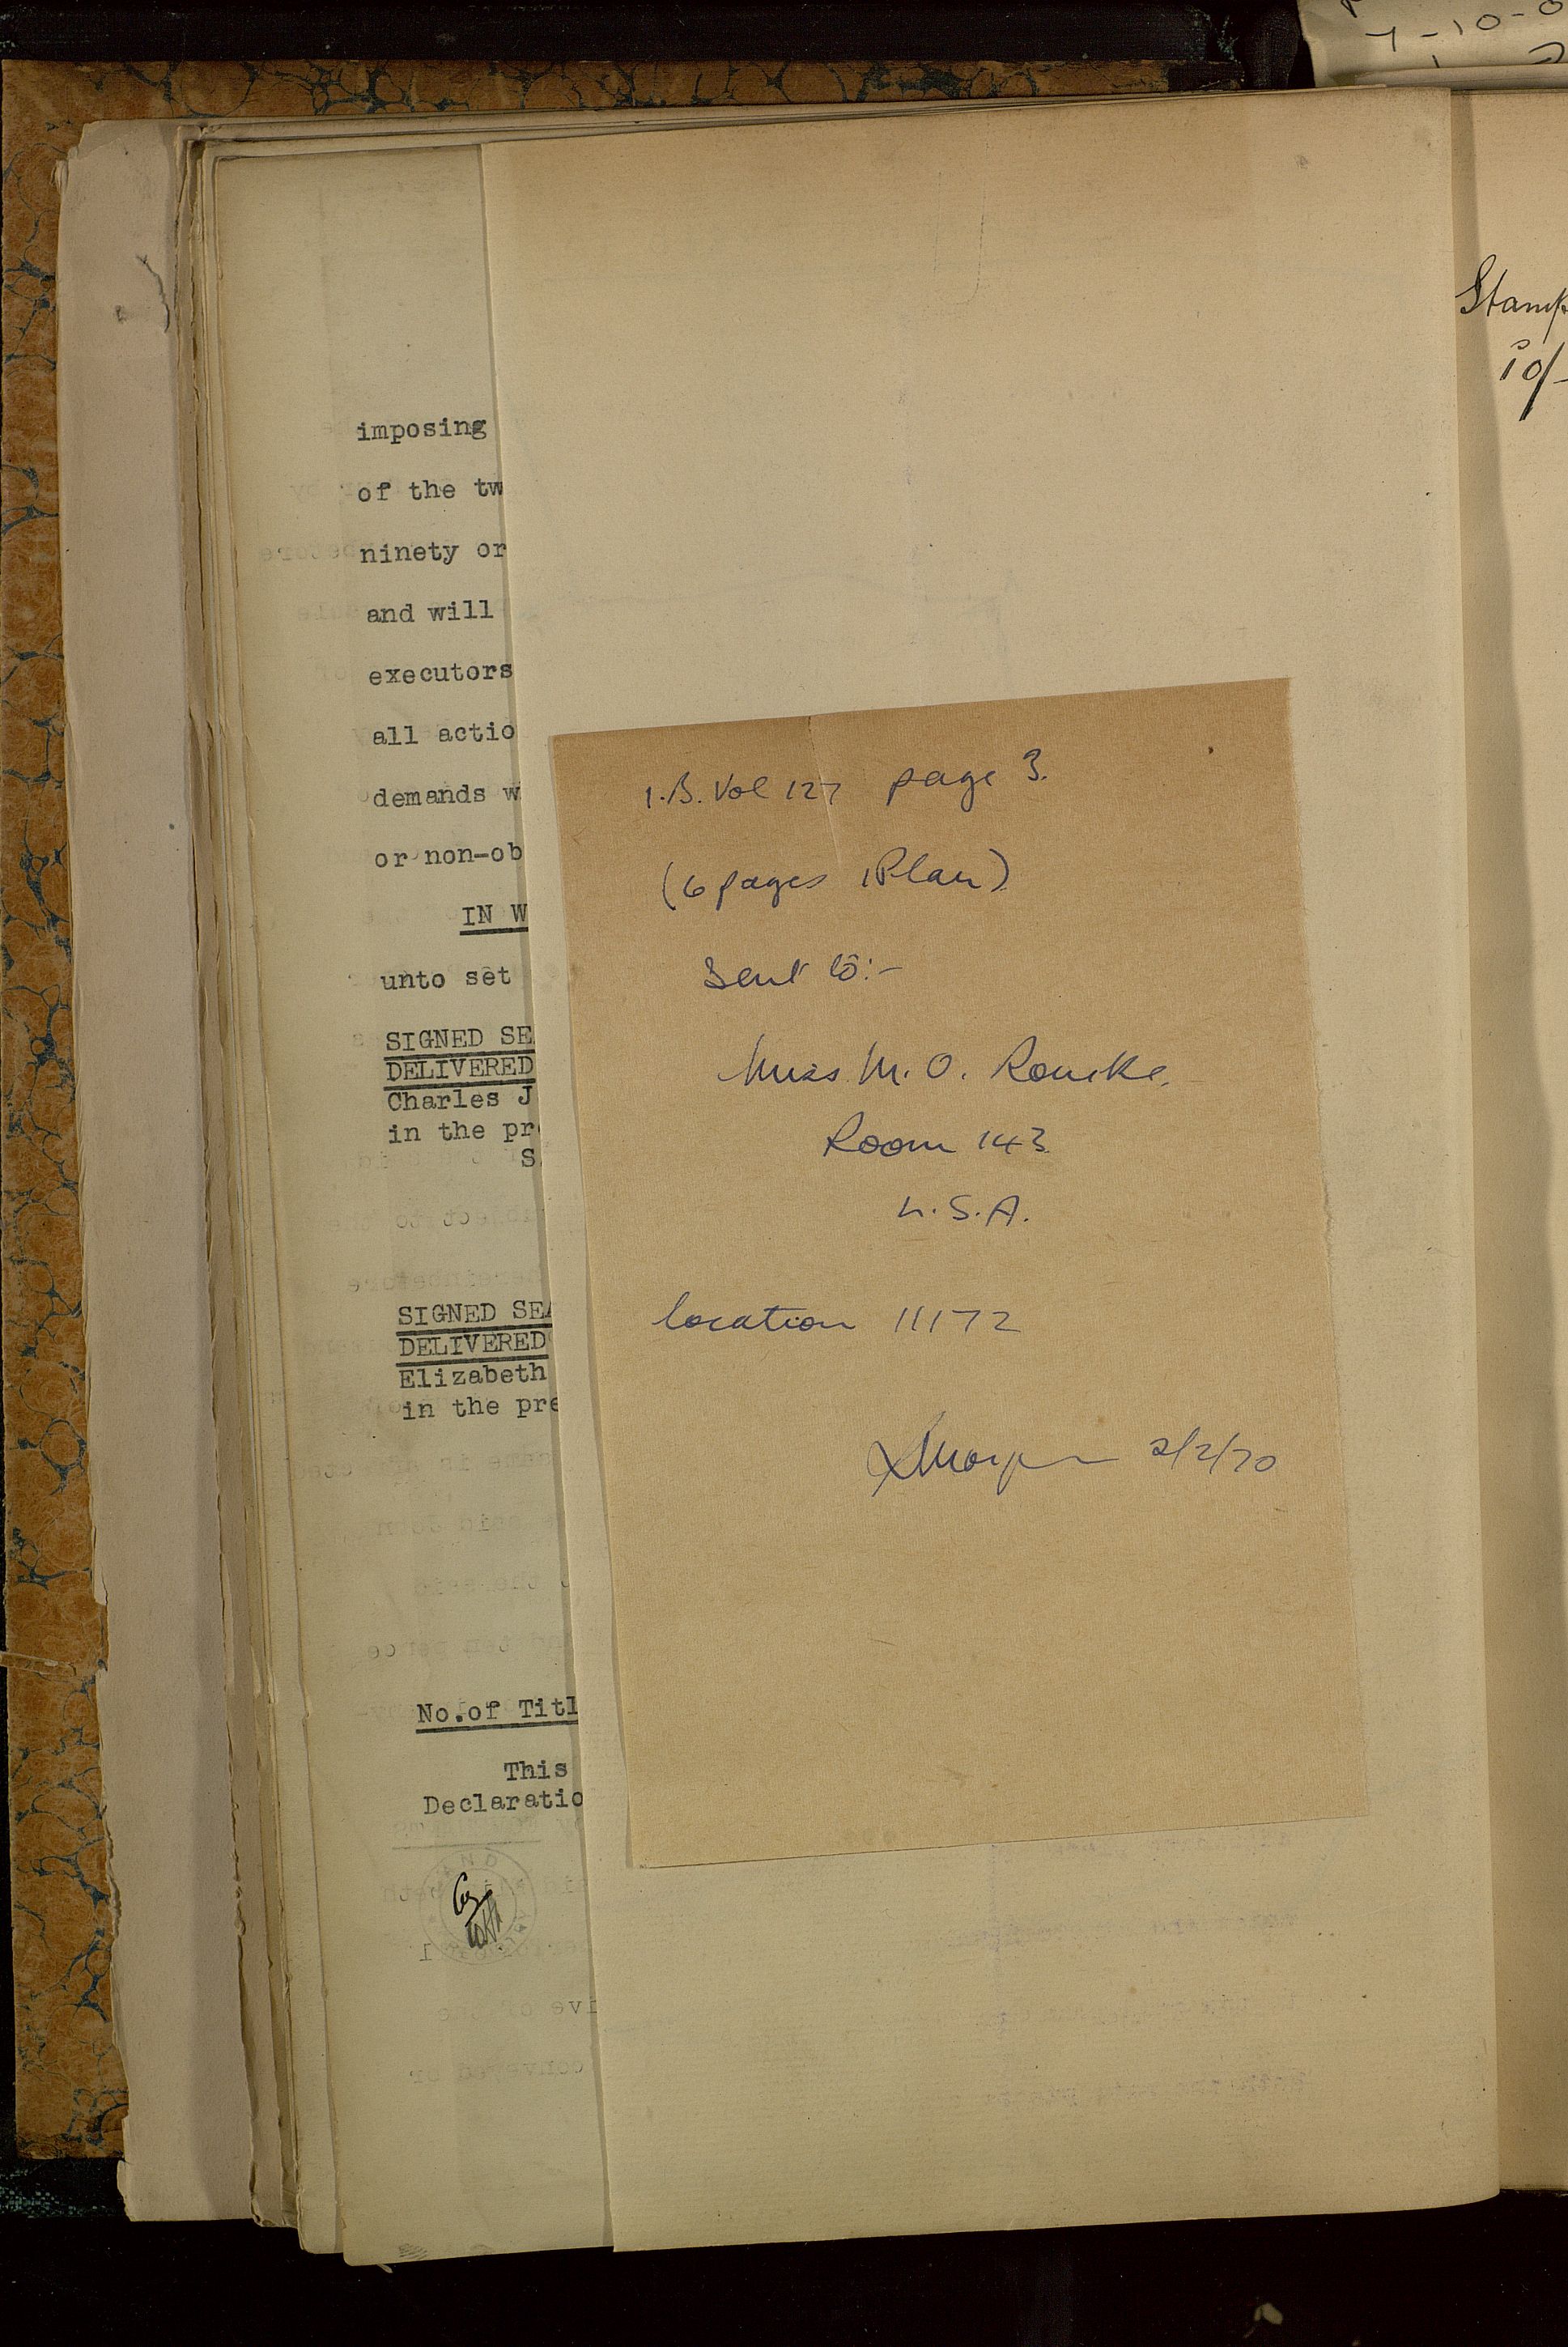 imposing
of the tw
ninety or
and will
executors
all actio
demands w
or non-ob
IN W
unto set
SIGNED SE
DELIVERED
Charles J
in the pr
S
SIGNED SEA
DELIVERED
Elizabeth
in the pre
No.of Titl
This
Declaratio
1.B. Vol 127 page 3.
(6 pages 1 Plan)
Sent to:-
Miss M. O. Rourke.
Room 143
L.S.A.
location 11172
2/2/70
Stamp
10/-